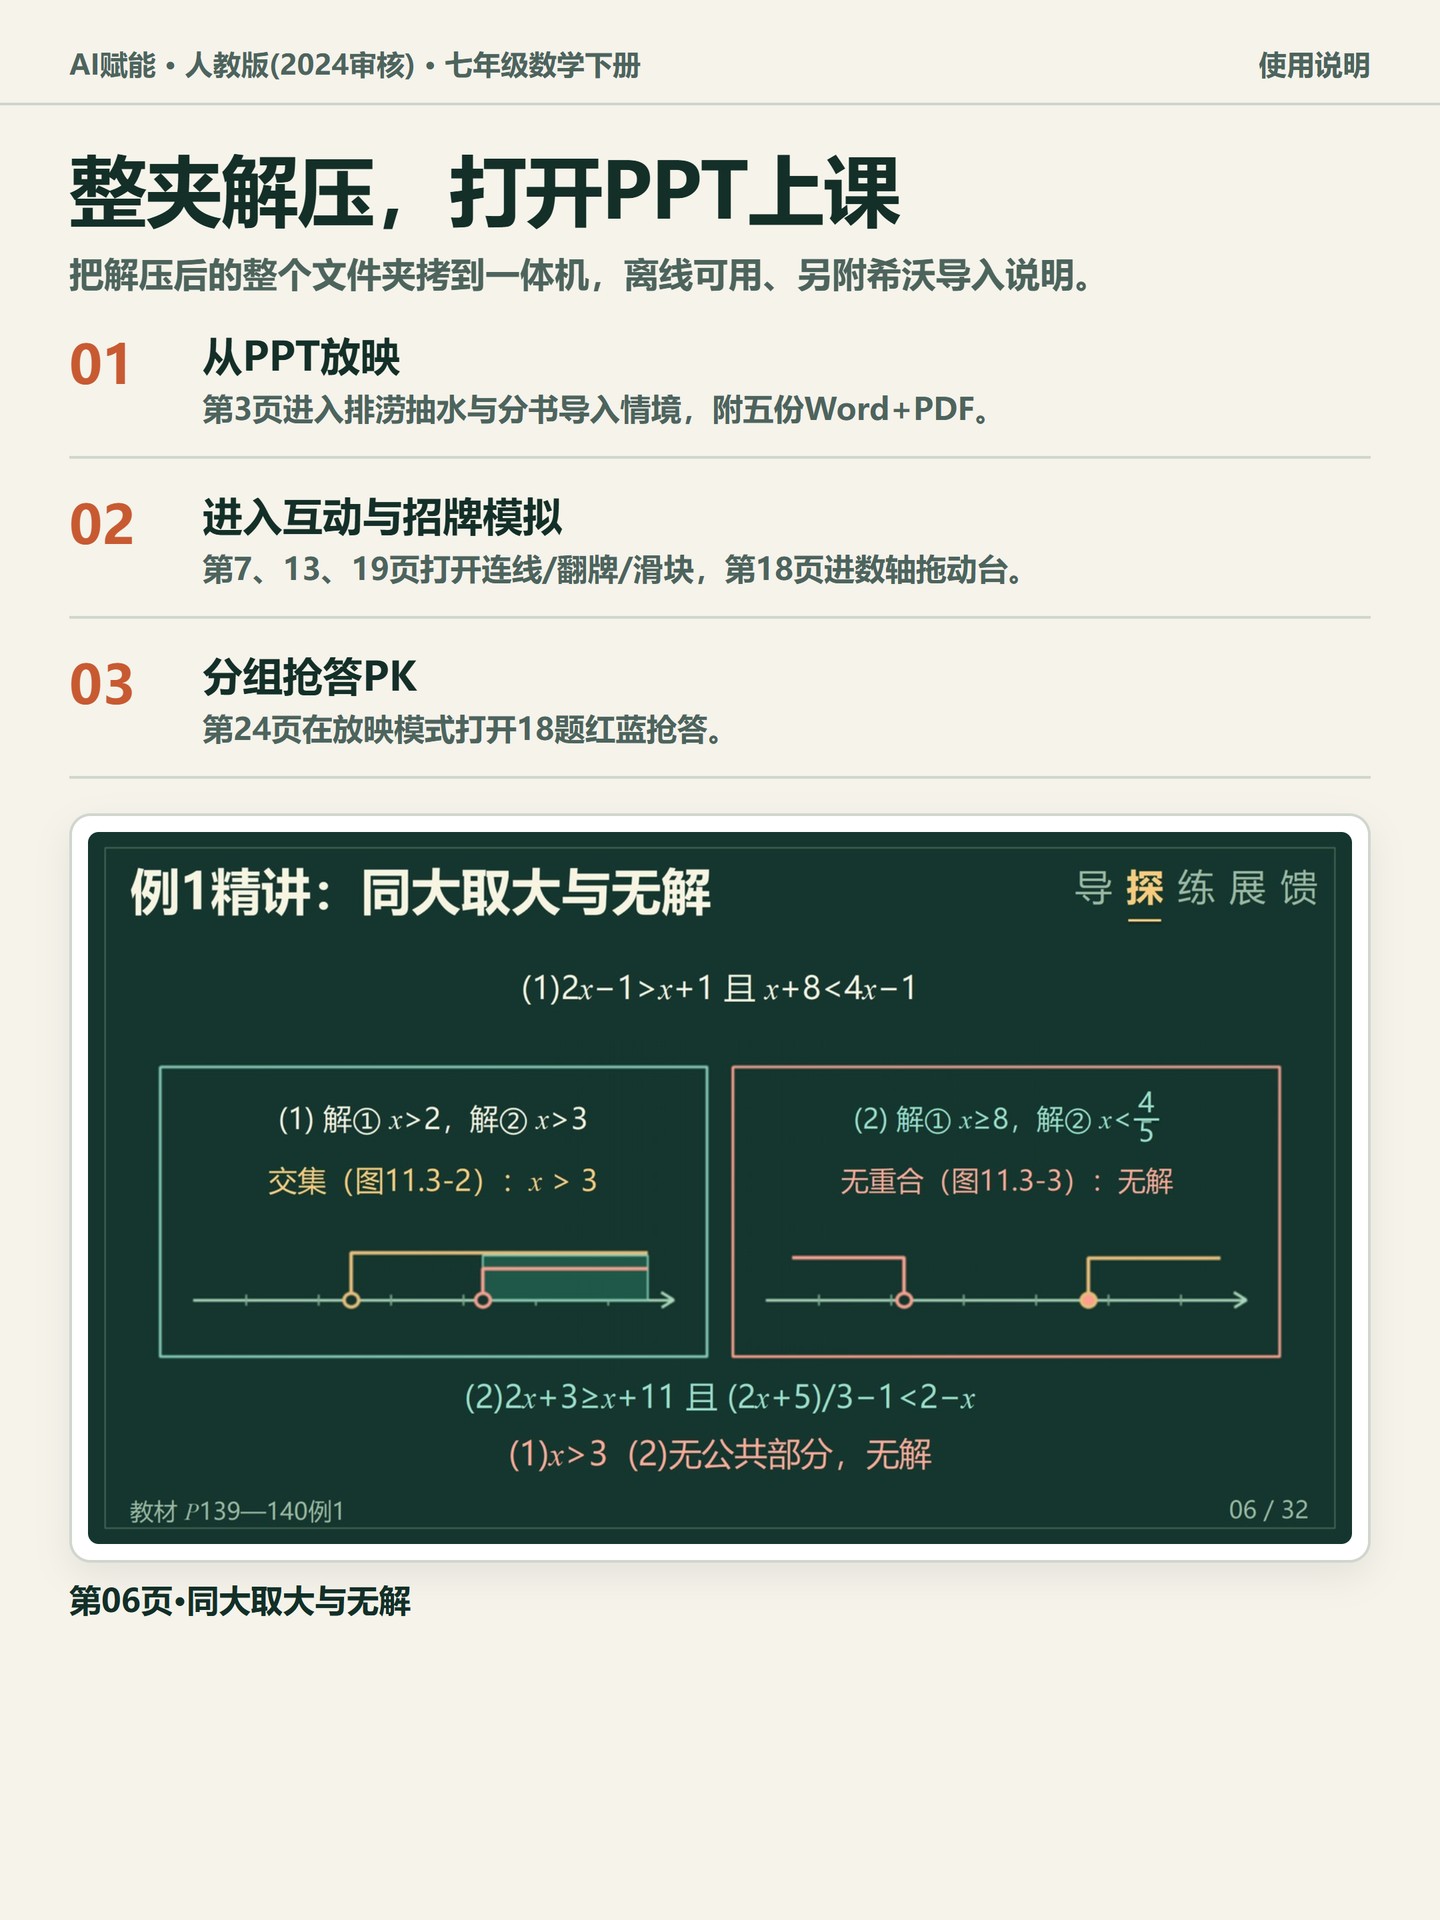 AI赋能 • 人教版(2024审核) • 七年级数学下册
使用说明
整夹解压，打开PPT上课
把解压后的整个文件夹拷到一体机，离线可用、另附希沃导入说明。
01
从PPT放映
第3页进入排涝抽水与分书导入情境，附五份Word+PDF。
02
进入互动与招牌模拟
第7、13、19页打开连线/翻牌/滑块，第18页进数轴拖动台。
03
分组抢答PK
第24页在放映模式打开18题红蓝抢答。
例1精讲：同大取大与无解
导 探 练 展 馈
(1)2x−1>x+1 且 x+8<4x−1
(1) 解① x>2，解② x>3
交集（图11.3-2）：x > 3
(2) 解① x≥8，解② x<4/5
无重合（图11.3-3）：无解
(2)2x+3≥x+11 且 (2x+5)/3−1<2−x
(1)x>3 (2)无公共部分，无解
教材 P139—140例1
06 / 32
第06页•同大取大与无解